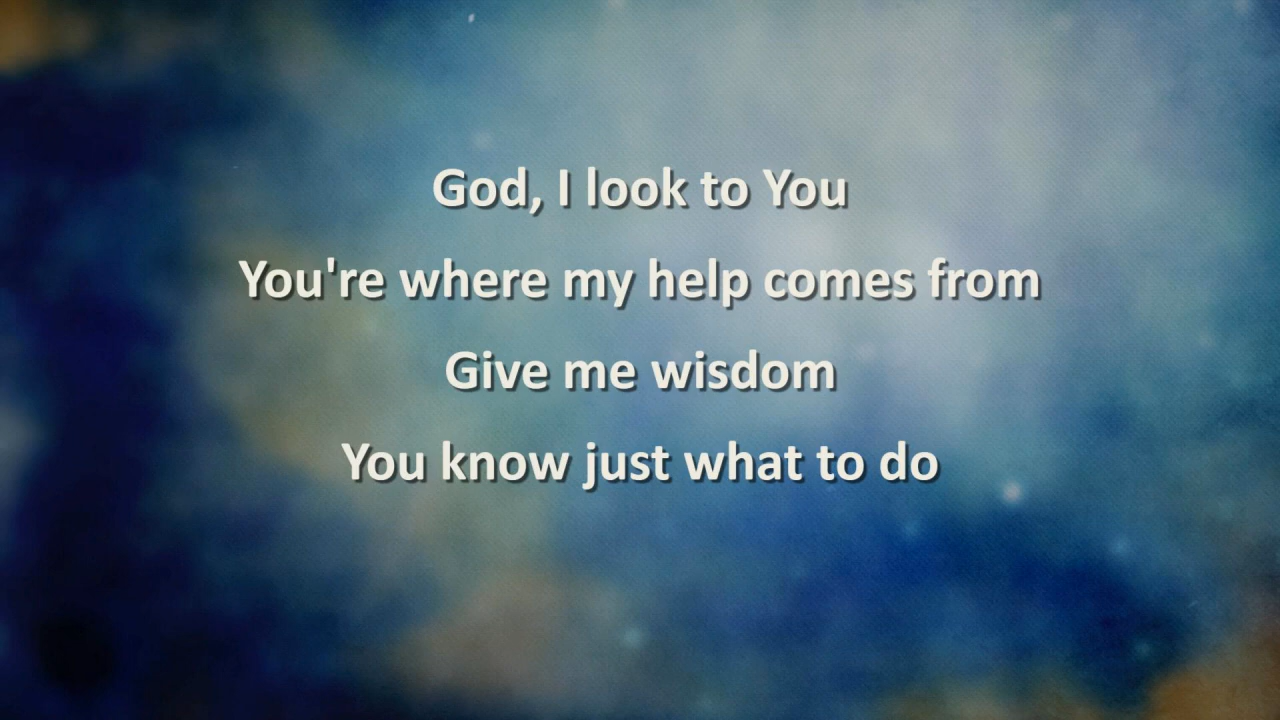 God, I look to You
You're where my help comes from
Give me wisdom
You know just what to do